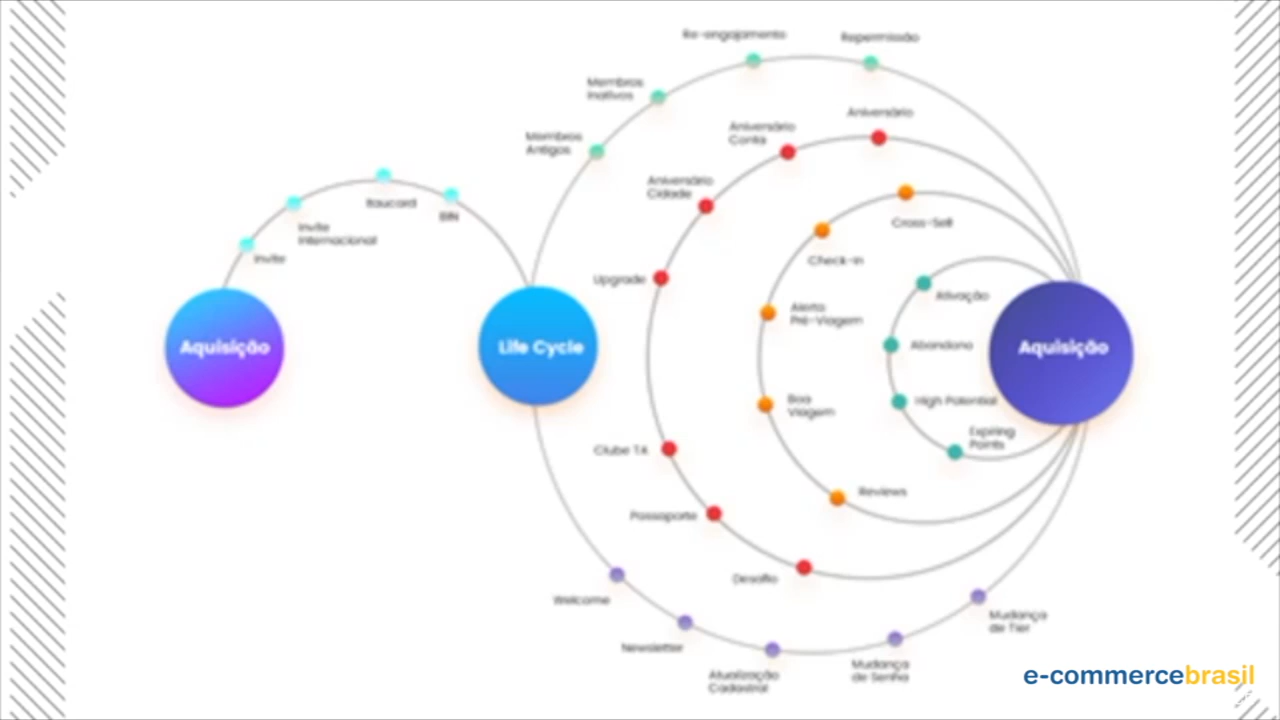 Re-engajamento
Repermissão
Membros
Inativos
Membros
Antigos
Aniversário
Aniversário
Conta
Aniversário
Cidade
Upgrade
Clube TA
Passaporte
Desafio
Cross-Sell
Check-in
Alerta
Pré-Viagem
Boa
Viagem
Reviews
Ativação
Abandono
High Potential
Expiring
Points
Itaucard
BIN
Invite
Internacional
Invite
Aquisição
Life Cycle
Aquisição
Welcome
Newsletter
Atualização
Cadastral
Mudança
de Senha
Mudança
de Tier
e-commercebrasil